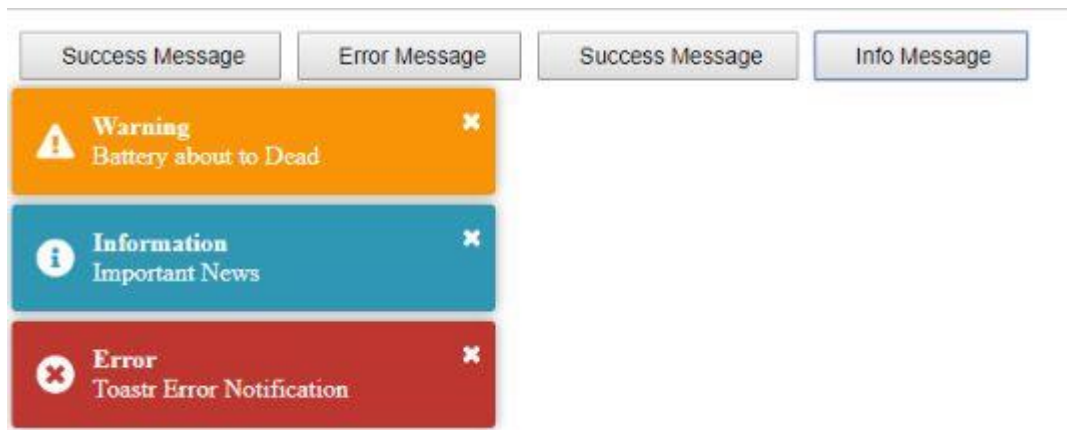 Success Message Error Message Success Message Info Message
Warning
Battery about to Dead
Information
Important News
Error
Toastr Error Notification